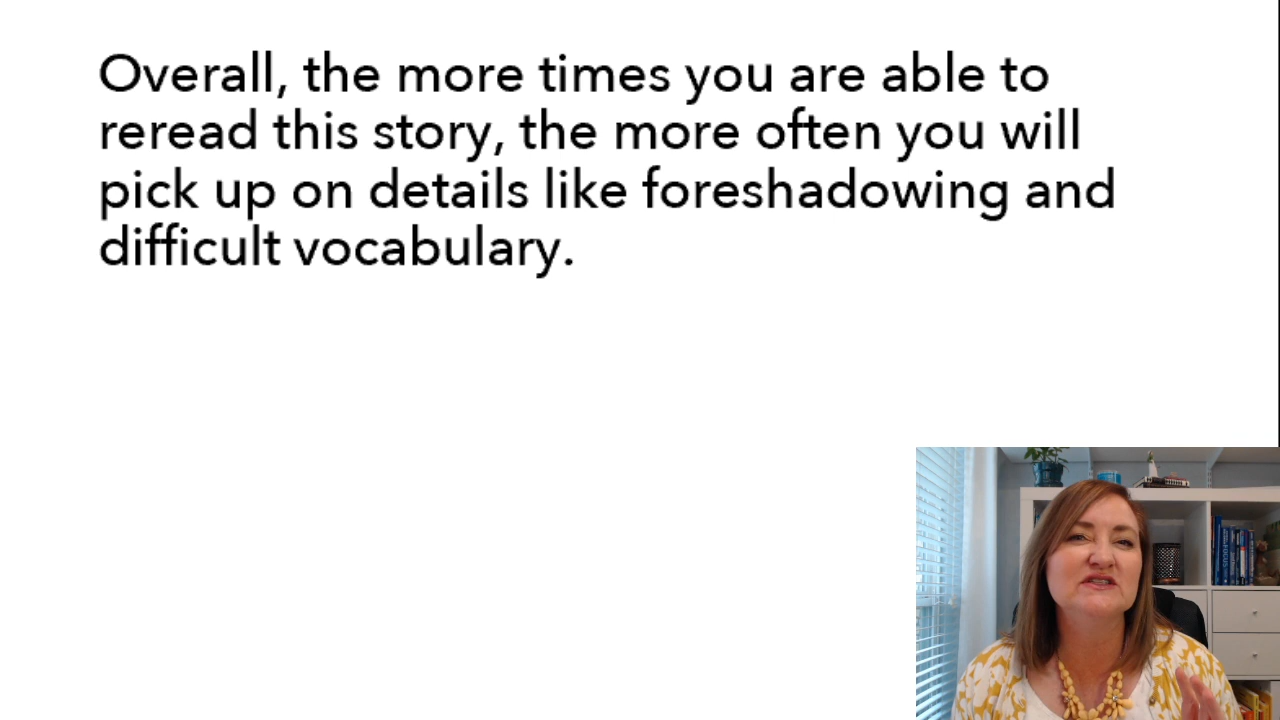 Overall, the more times you are able to
reread this story, the more often you will
pick up on details like foreshadowing and
difficult vocabulary.
FOCUS